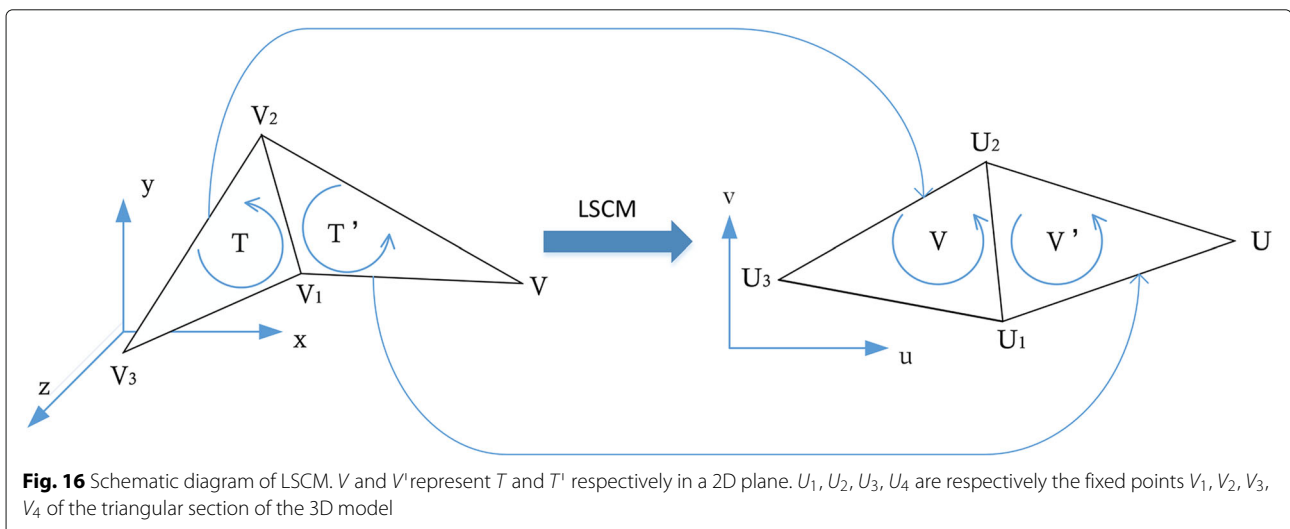 V2
y
T
T'
V1
V
x
V3
z
LSCM
v
U2
V
V'
U
U3
U1
u
Fig. 16 Schematic diagram of LSCM. V and V' represent T and T' respectively in a 2D plane. U1, U2, U3, U4 are respectively the fixed points V1, V2, V3,
V4 of the triangular section of the 3D model